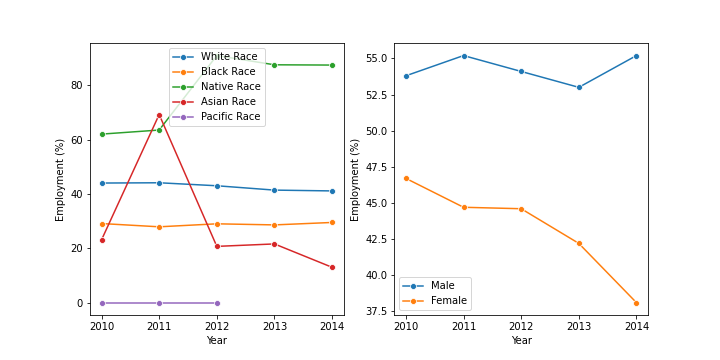 White Race
Black Race
Native Race
Asian Race
Pacific Race
Employment (%)
80
60
40
20
0
2010 2011 2012 2013 2014
Year
Employment (%)
55.0
52.5
50.0
47.5
45.0
42.5
40.0
37.5
Male
Female
2010 2011 2012 2013 2014
Year